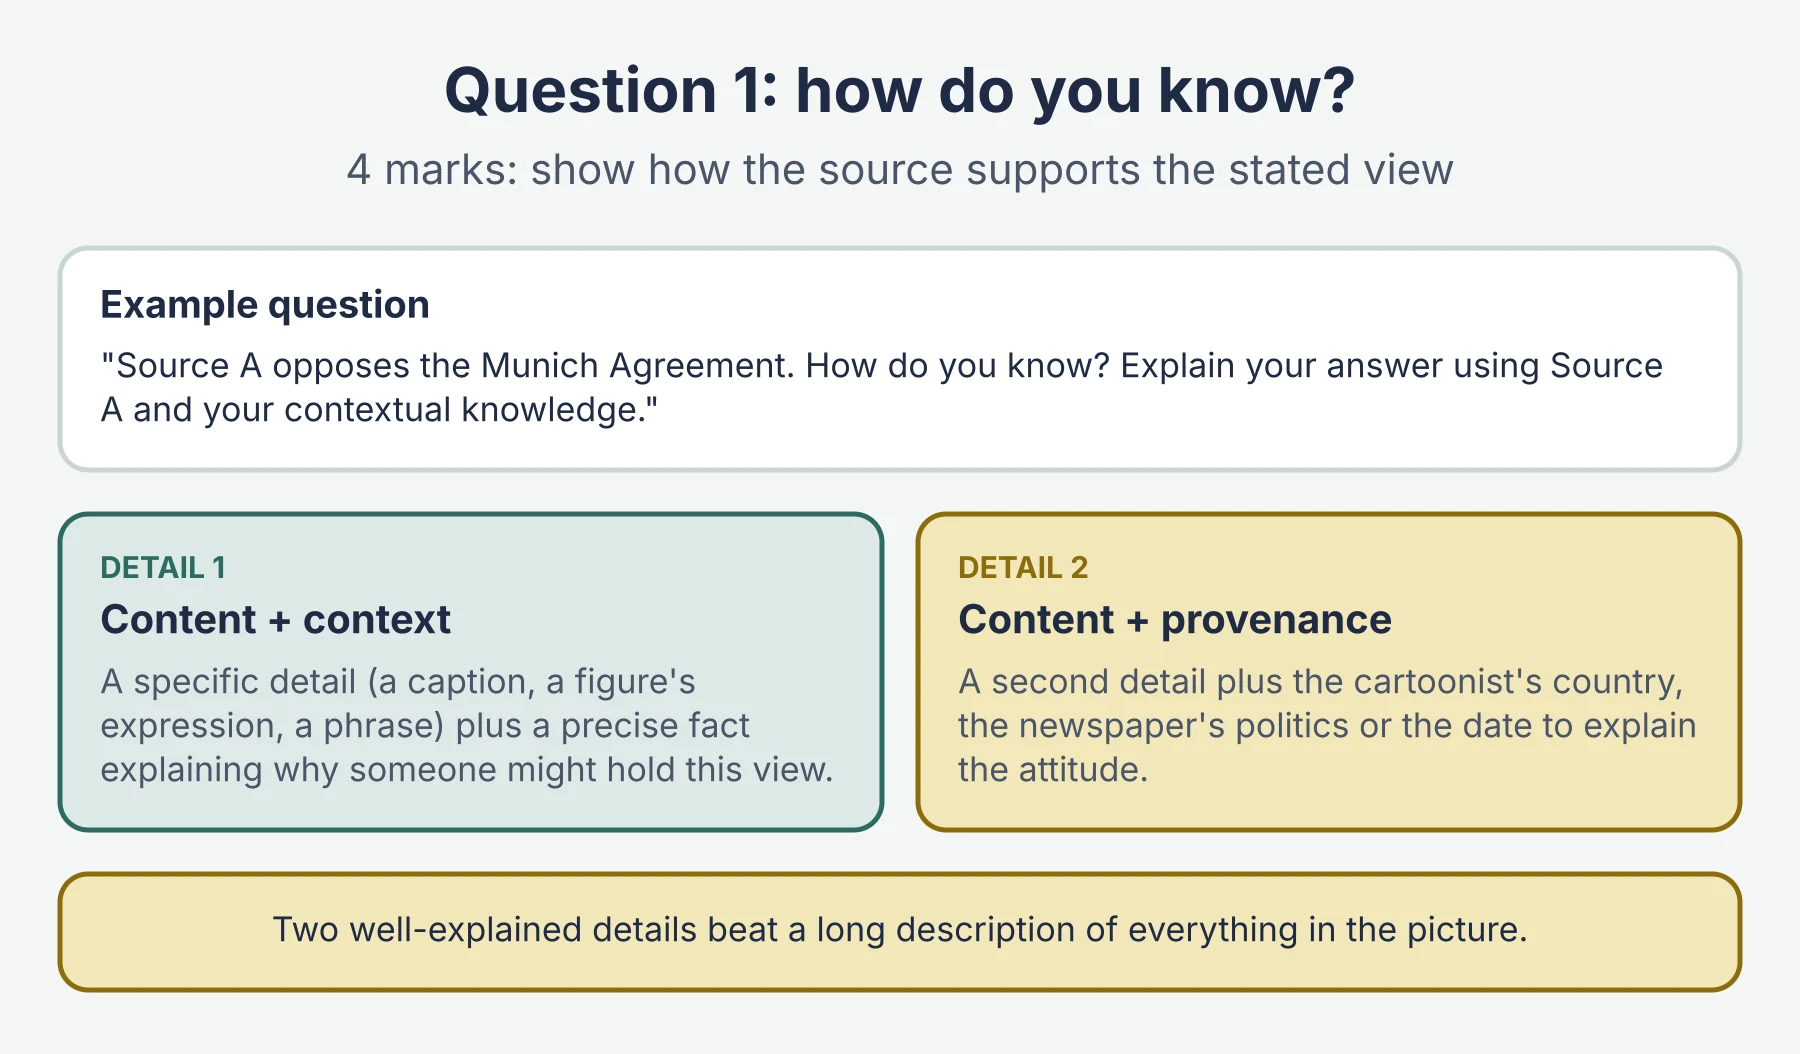 Question 1: how do you know?
4 marks: show how the source supports the stated view
Example question
"Source A opposes the Munich Agreement. How do you know? Explain your answer using Source
A and your contextual knowledge."
DETAIL 1
Content + context
A specific detail (a caption, a figure's
expression, a phrase) plus a precise fact
explaining why someone might hold this view.
DETAIL 2
Content + provenance
A second detail plus the cartoonist's country,
the newspaper's politics or the date to explain
the attitude.
Two well-explained details beat a long description of everything in the picture.